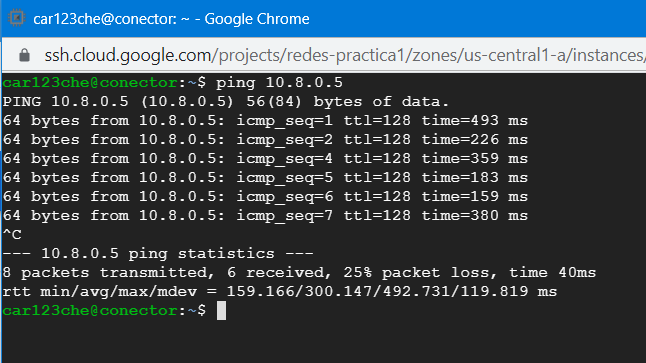 car123che@conector: ~ - Google Chrome
ssh.cloud.google.com/projects/redes-practica1/zones/us-central1-a/instances/
car123che@conector:~$ ping 10.8.0.5
PING 10.8.0.5 (10.8.0.5) 56(84) bytes of data.
64 bytes from 10.8.0.5: icmp_seq=1 ttl=128 time=493 ms
64 bytes from 10.8.0.5: icmp_seq=2 ttl=128 time=226 ms
64 bytes from 10.8.0.5: icmp_seq=4 ttl=128 time=359 ms
64 bytes from 10.8.0.5: icmp_seq=5 ttl=128 time=183 ms
64 bytes from 10.8.0.5: icmp_seq=6 ttl=128 time=159 ms
64 bytes from 10.8.0.5: icmp_seq=7 ttl=128 time=380 ms
^C
--- 10.8.0.5 ping statistics ---
8 packets transmitted, 6 received, 25% packet loss, time 40ms
rtt min/avg/max/mdev = 159.166/300.147/492.731/119.819 ms
car123che@conector:~$